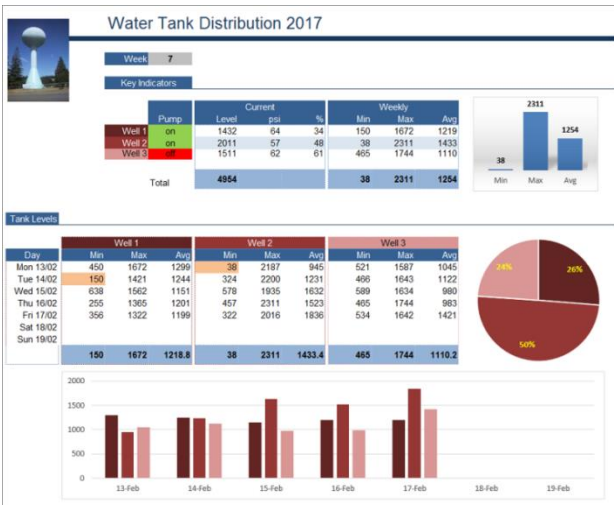 Water Tank Distribution 2017
Week 7
Key Indicators
Current Weekly
Pump Level psi % Min Max Avg
Well 1 on 1432 64 34 150 1672 1219
Well 2 on 2011 57 48 38 2311 1433
Well 3 off 1511 62 61 465 1744 1110
Total 4954 38 2311 1254
2311
1254
38
Min Max Avg
Tank Levels
Well 1 Well 2 Well 3
Day Min Max Avg Min Max Avg Min Max Avg
Mon 13/02 450 1672 1299 38 2187 945 521 1587 1045
Tue 14/02 150 1421 1244 324 2200 1231 466 1643 1122
Wed 15/02 638 1562 1151 578 1935 1632 589 1634 980
Thu 16/02 255 1365 1201 457 2311 1523 465 1744 983
Fri 17/02 356 1322 1199 322 2016 1836 534 1642 1421
Sat 18/02
Sun 19/02
150 1672 1218.8 38 2311 1433.4 465 1744 1110.2
24% 26%
50%
2000
1500
1000
500
0
13-Feb 14-Feb 15-Feb 16-Feb 17-Feb 18-Feb 19-Feb